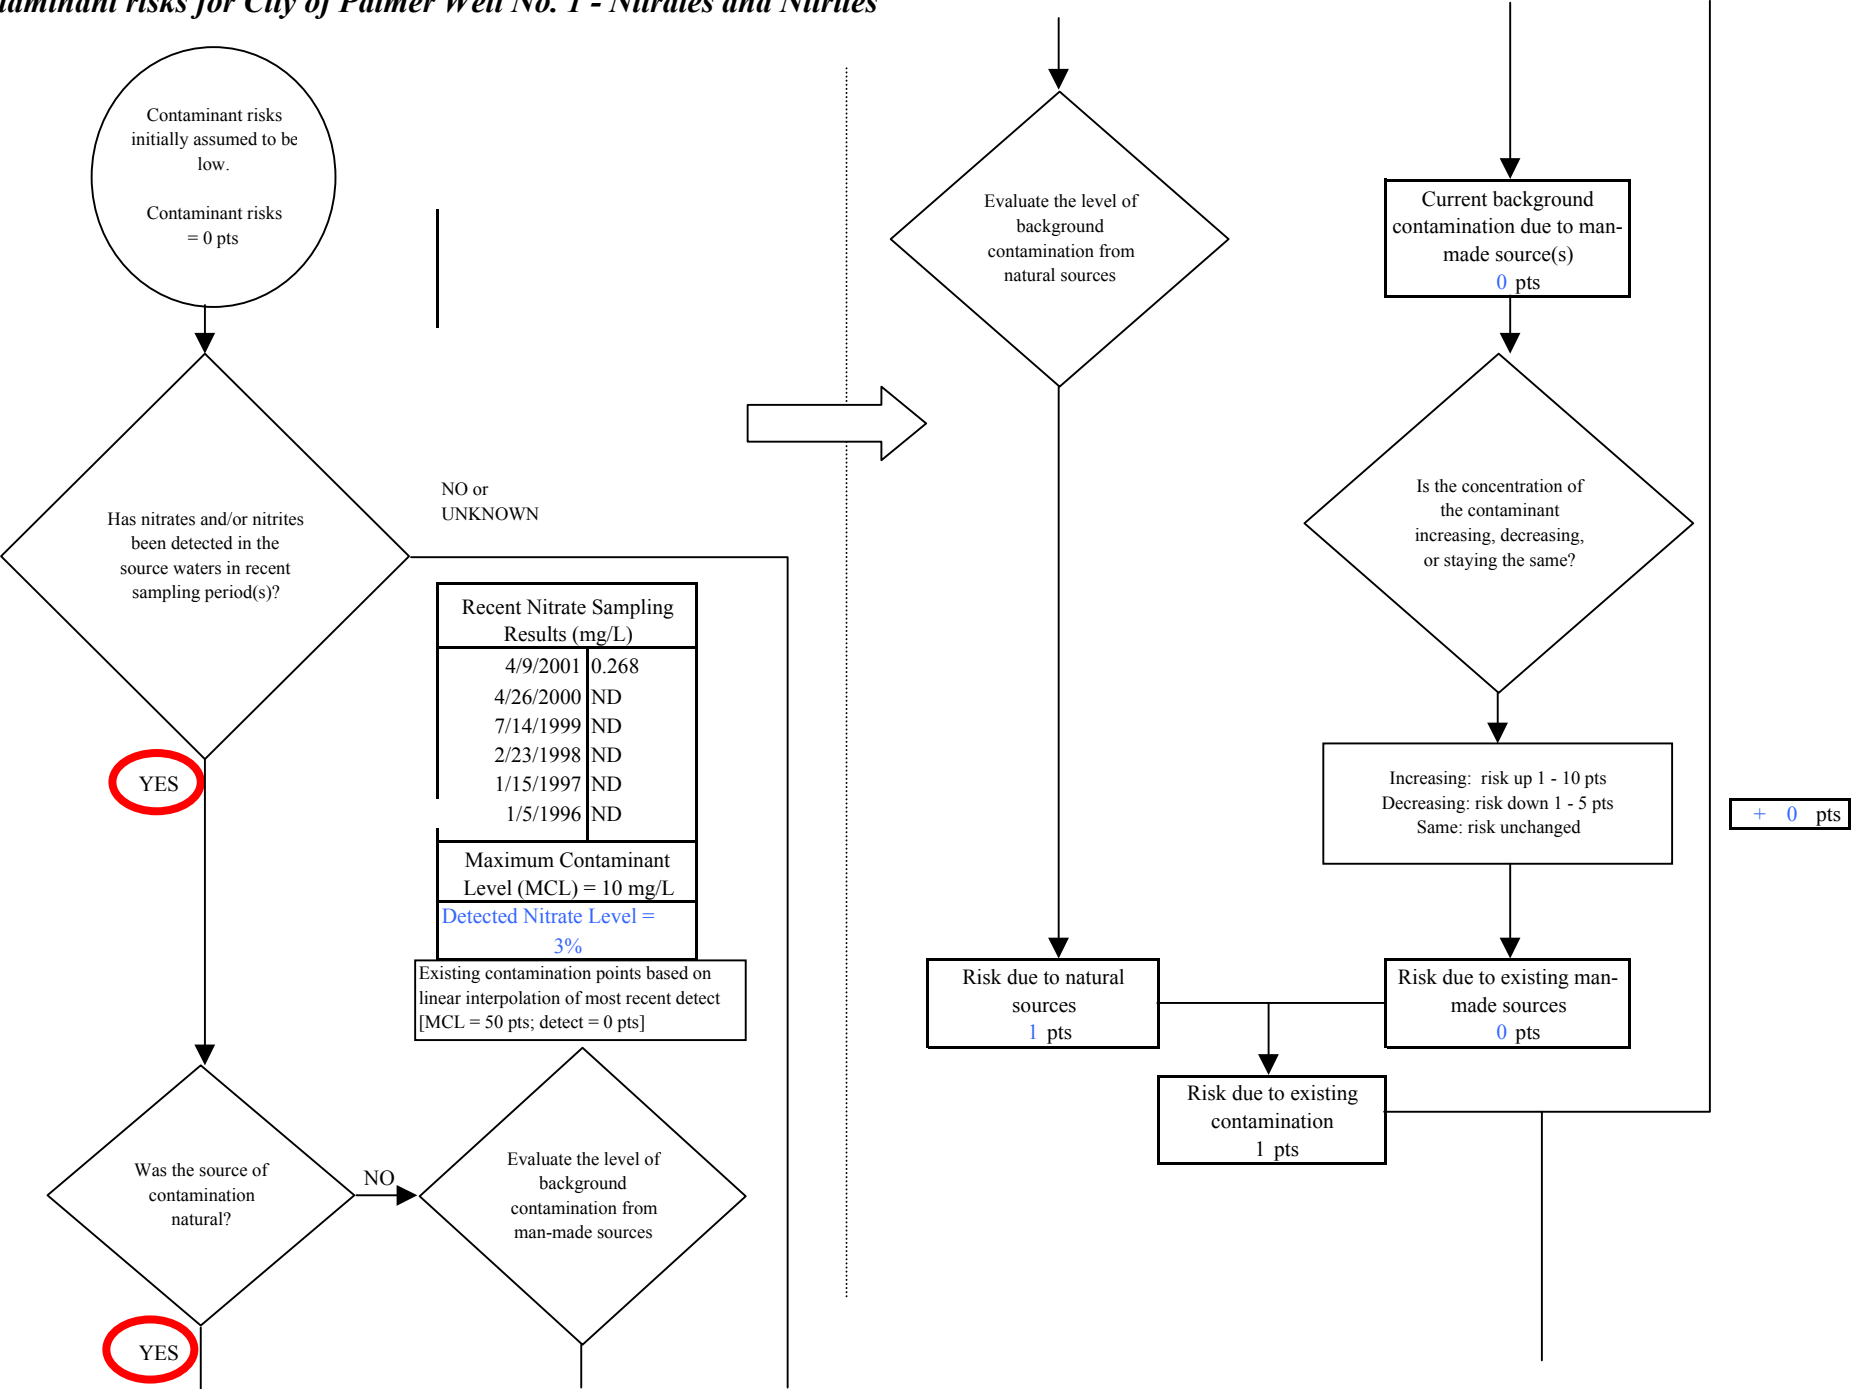 taminant risks for City of Palmer Well No. 1 - Nitrates and Nitrites
Contaminant risks
initially assumed to be
low.
Contaminant risks
= 0 pts
Has nitrates and/or nitrites
been detected in the
source waters in recent
sampling period(s)?
NO or
UNKNOWN
YES
Recent Nitrate Sampling
Results (mg/L)
4/9/2001 0.268
4/26/2000 ND
7/14/1999 ND
2/23/1998 ND
1/15/1997 ND
1/5/1996 ND
Maximum Contaminant
Level (MCL) = 10 mg/L
Detected Nitrate Level =
3%
Existing contamination points based on
linear interpolation of most recent detect
[MCL = 50 pts; detect = 0 pts]
Was the source of
contamination
natural?
NO
YES
Evaluate the level of
background
contamination from
man-made sources
Evaluate the level of
background
contamination from
natural sources
Risk due to natural
sources
1 pts
Current background
contamination due to man-
made source(s)
0 pts
Is the concentration of
the contaminant
increasing, decreasing,
or staying the same?
Increasing: risk up 1 - 10 pts
Decreasing: risk down 1 - 5 pts
Same: risk unchanged
Risk due to existing man-
made sources
0 pts
Risk due to existing
contamination
1 pts
+ 0 pts